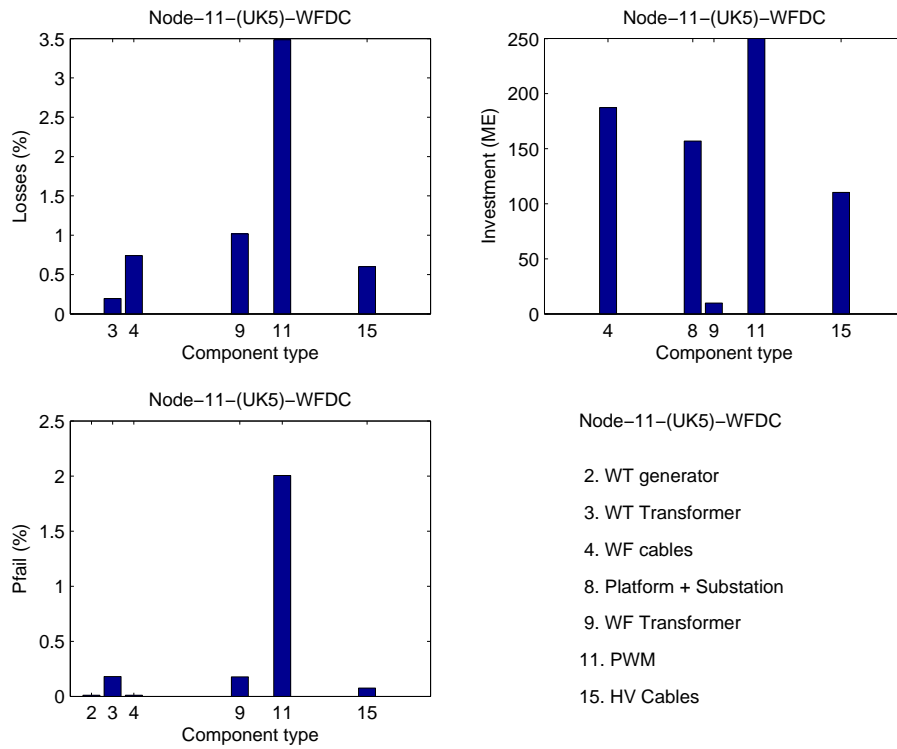 Node−11−(UK5)−WFDC
3.5
3
2.5
2
1.5
1
0.5
0
Losses (%)
3 4 9 11 15
Component type
Node−11−(UK5)−WFDC
250
200
150
100
50
0
Investment (ME)
4 8 9 11 15
Component type
Node−11−(UK5)−WFDC
2.5
2
1.5
1
0.5
0
Pfail (%)
2 3 4 9 11 15
Component type
Node−11−(UK5)−WFDC
2. WT generator
3. WT Transformer
4. WF cables
8. Platform + Substation
9. WF Transformer
11. PWM
15. HV Cables